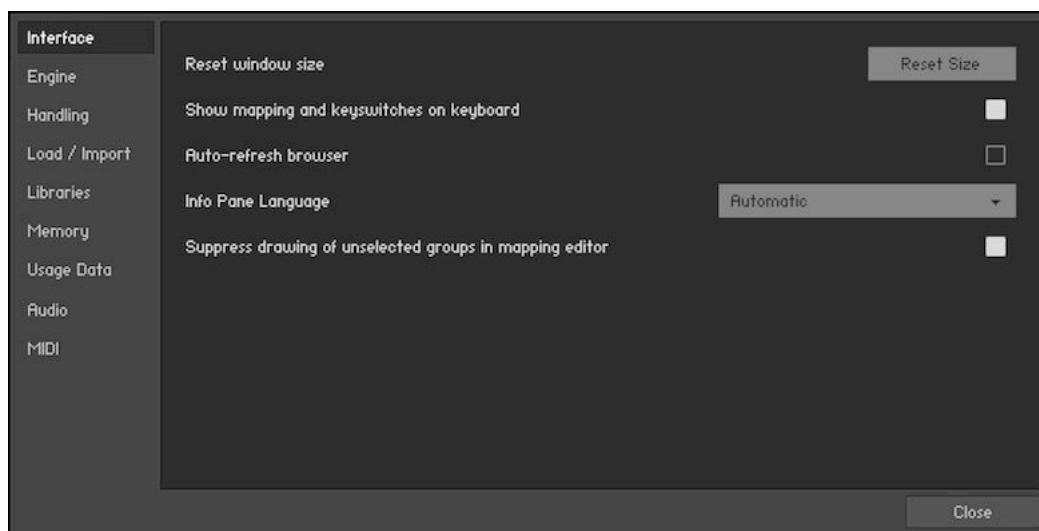 Interface
Engine
Handling
Load / Import
Libraries
Memory
Usage Data
Audio
MIDI
Reset window size
Reset Size
Show mapping and keyswitches on keyboard
Auto-refresh browser
Info Pane Language
Automatic
Suppress drawing of unselected groups in mapping editor
Close